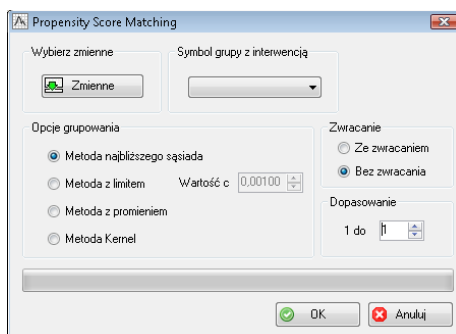 Propensity Score Matching
Wybierz zmienne
Zmienne
Symbol grupy z interwencją
Opcje grupowania
Metoda najbliższego sąsiada
Metoda z limitem
Wartość c 0,00100
Metoda z promieniem
Metoda Kernel
Zwracanie
Ze zwracaniem
Bez zwracania
Dopasowanie
1 do 1
OK
Anuluj